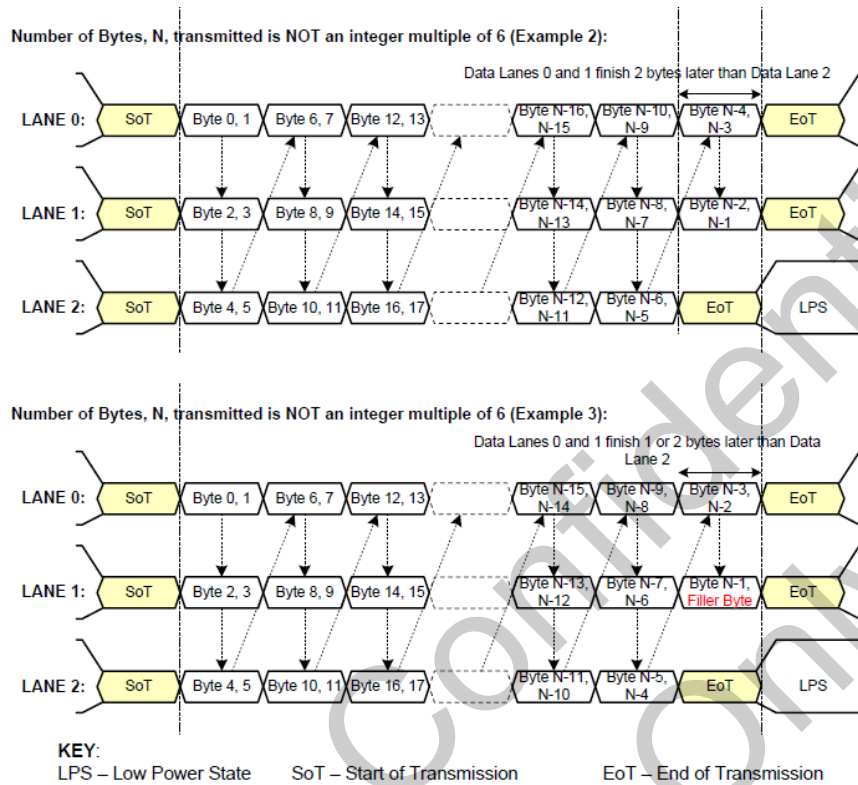 Number of Bytes, N, transmitted is NOT an integer multiple of 6 (Example 2):
Data Lanes 0 and 1 finish 2 bytes later than Data Lane 2
LANE 0:
SoT
Byte 0, 1
Byte 6, 7
Byte 12, 13
Byte N-16,
N-15
Byte N-10,
N-9
Byte N-4,
N-3
EoT
LANE 1:
SoT
Byte 2, 3
Byte 8, 9
Byte 14, 15
Byte N-14,
N-13
Byte N-8,
N-7
Byte N-2,
N-1
EoT
LANE 2:
SoT
Byte 4, 5
Byte 10, 11
Byte 16, 17
Byte N-12,
N-11
Byte N-6,
N-5
EoT
LPS
Number of Bytes, N, transmitted is NOT an integer multiple of 6 (Example 3):
Data Lanes 0 and 1 finish 1 or 2 bytes later than Data
Lane 2
LANE 0:
SoT
Byte 0, 1
Byte 6, 7
Byte 12, 13
Byte N-15,
N-14
Byte N-9,
N-8
Byte N-3,
N-2
EoT
LANE 1:
SoT
Byte 2, 3
Byte 8, 9
Byte 14, 15
Byte N-13,
N-12
Byte N-7,
N-6
Byte N-1,
Filler Byte
EoT
LANE 2:
SoT
Byte 4, 5
Byte 10, 11
Byte 16, 17
Byte N-11,
N-10
Byte N-5,
N-4
EoT
LPS
KEY:
LPS – Low Power State
SoT – Start of Transmission
EoT – End of Transmission
Confidenti
Only